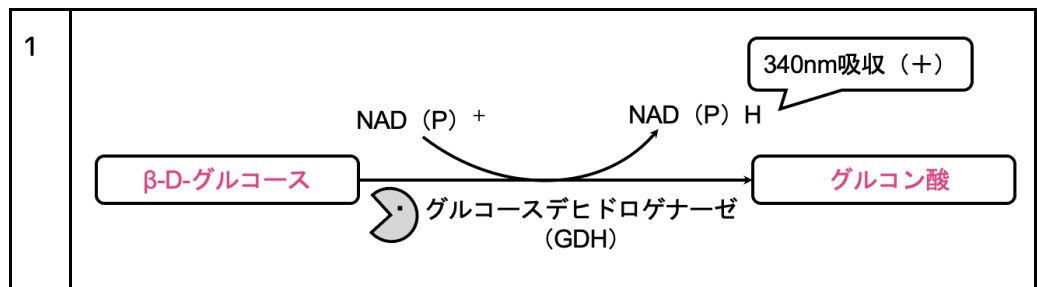 1
340nm吸収（＋）
NAD（P）⁺
NAD（P）H
β-D-グルコース
グルコン酸
グルコースデヒドロゲナーゼ
（GDH）